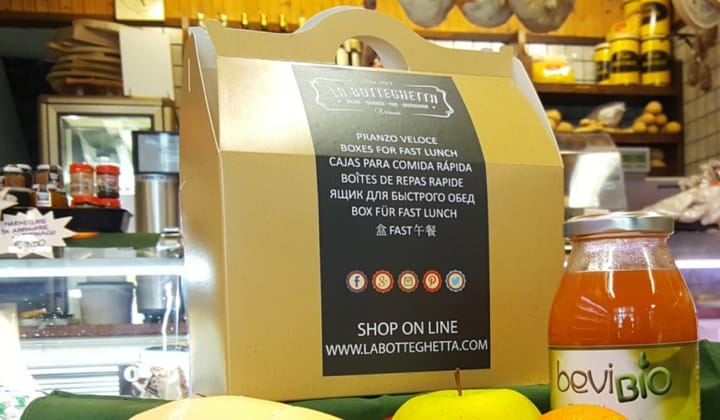 LA BOTTEGHETTA
PRANZO VELOCE
BOXES FOR FAST LUNCH
CAJAS PARA COMIDA RÁPIDA
BOÎTES DE REPAS RAPIDE
ЯЩИК ДЛЯ БЫСТРОГО ОБЕД
BOX FÜR FAST LUNCH
盒 FAST午餐
SHOP ON LINE
WWW.LABOTTEGHETTA.COM
bevi BIO
MARMELLATE